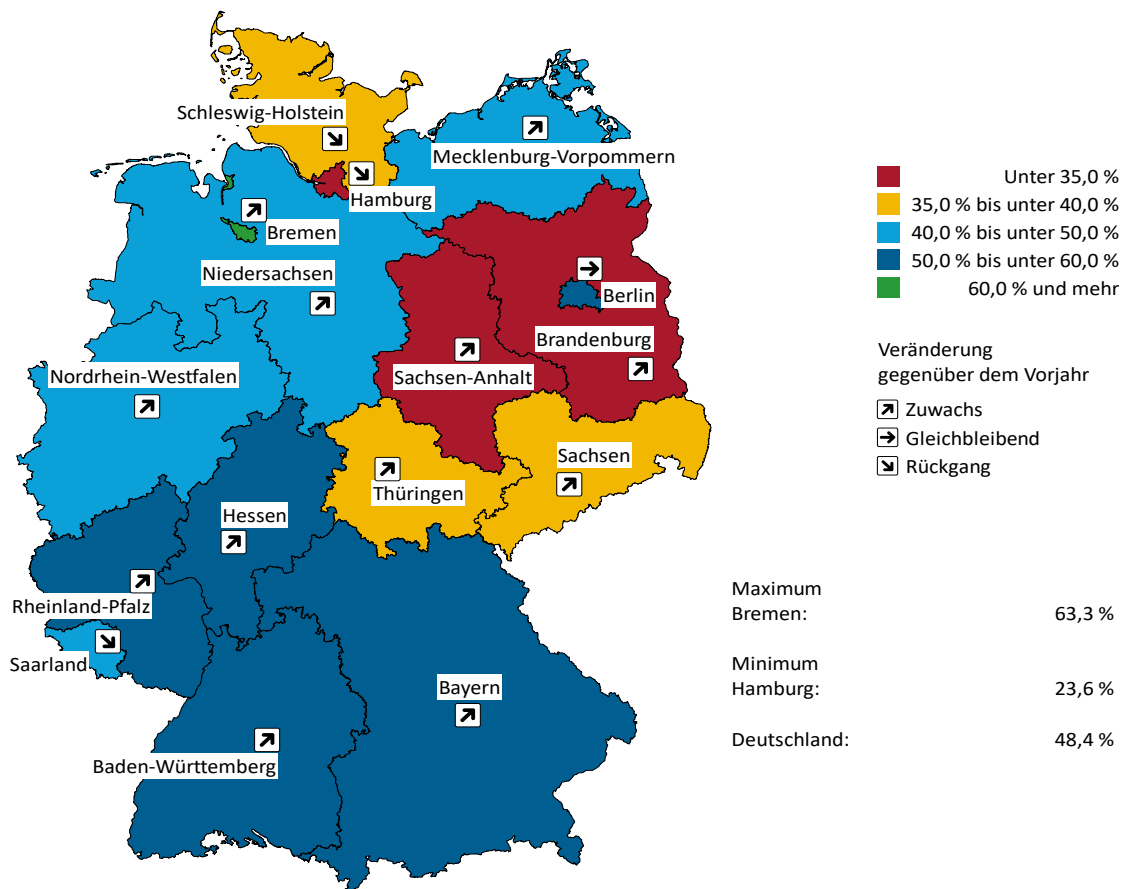 Schleswig-Holstein
Mecklenburg-Vorpommern
Hamburg
Bremen
Niedersachsen
Berlin
Brandenburg
Nordrhein-Westfalen
Sachsen-Anhalt
Sachsen
Thüringen
Hessen
Rheinland-Pfalz
Saarland
Bayern
Baden-Württemberg
Unter 35,0 %
35,0 % bis unter 40,0 %
40,0 % bis unter 50,0 %
50,0 % bis unter 60,0 %
60,0 % und mehr
Veränderung
gegenüber dem Vorjahr
Zuwachs
Gleichbleibend
Rückgang
Maximum
Bremen: 63,3 %
Minimum
Hamburg: 23,6 %
Deutschland: 48,4 %